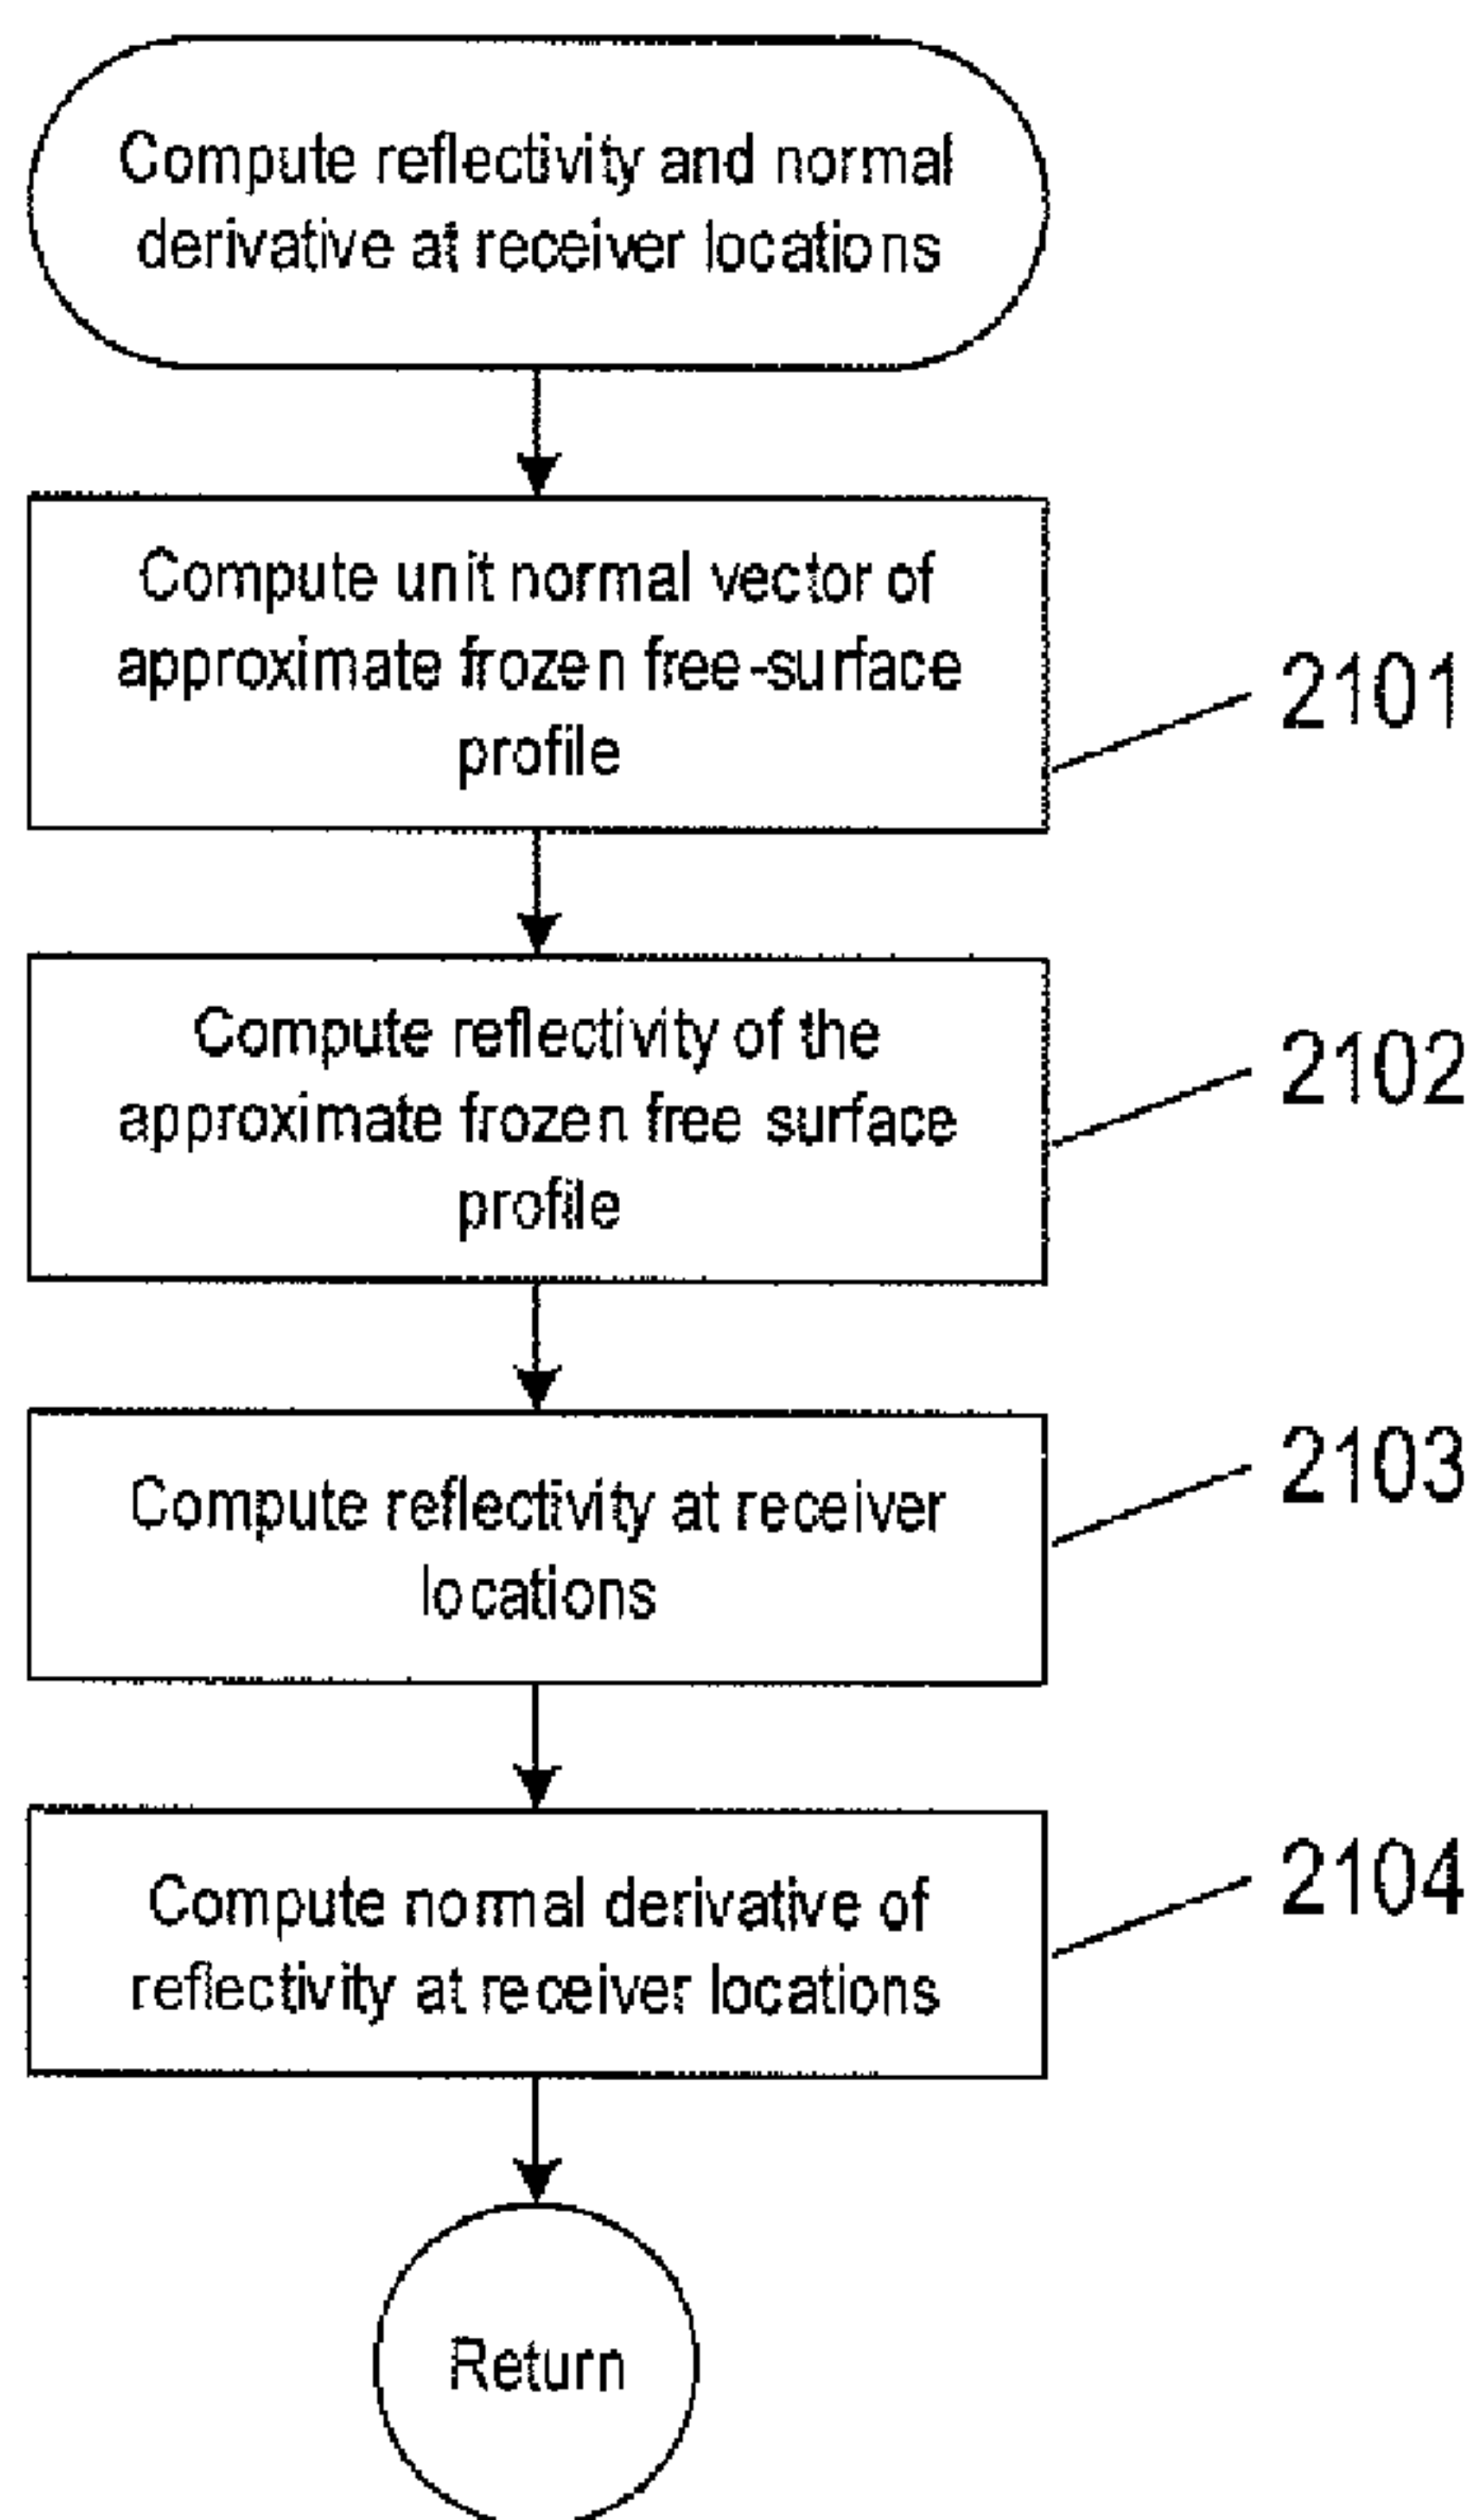 Compute reflectivity and normal
derivative at receiver locations
Compute unit normal vector of
approximate frozen free-surface
profile
2101
Compute reflectivity of the
approximate frozen free surface
profile
2102
Compute reflectivity at receiver
locations
2103
Compute normal derivative of
reflectivity at receiver locations
2104
Return